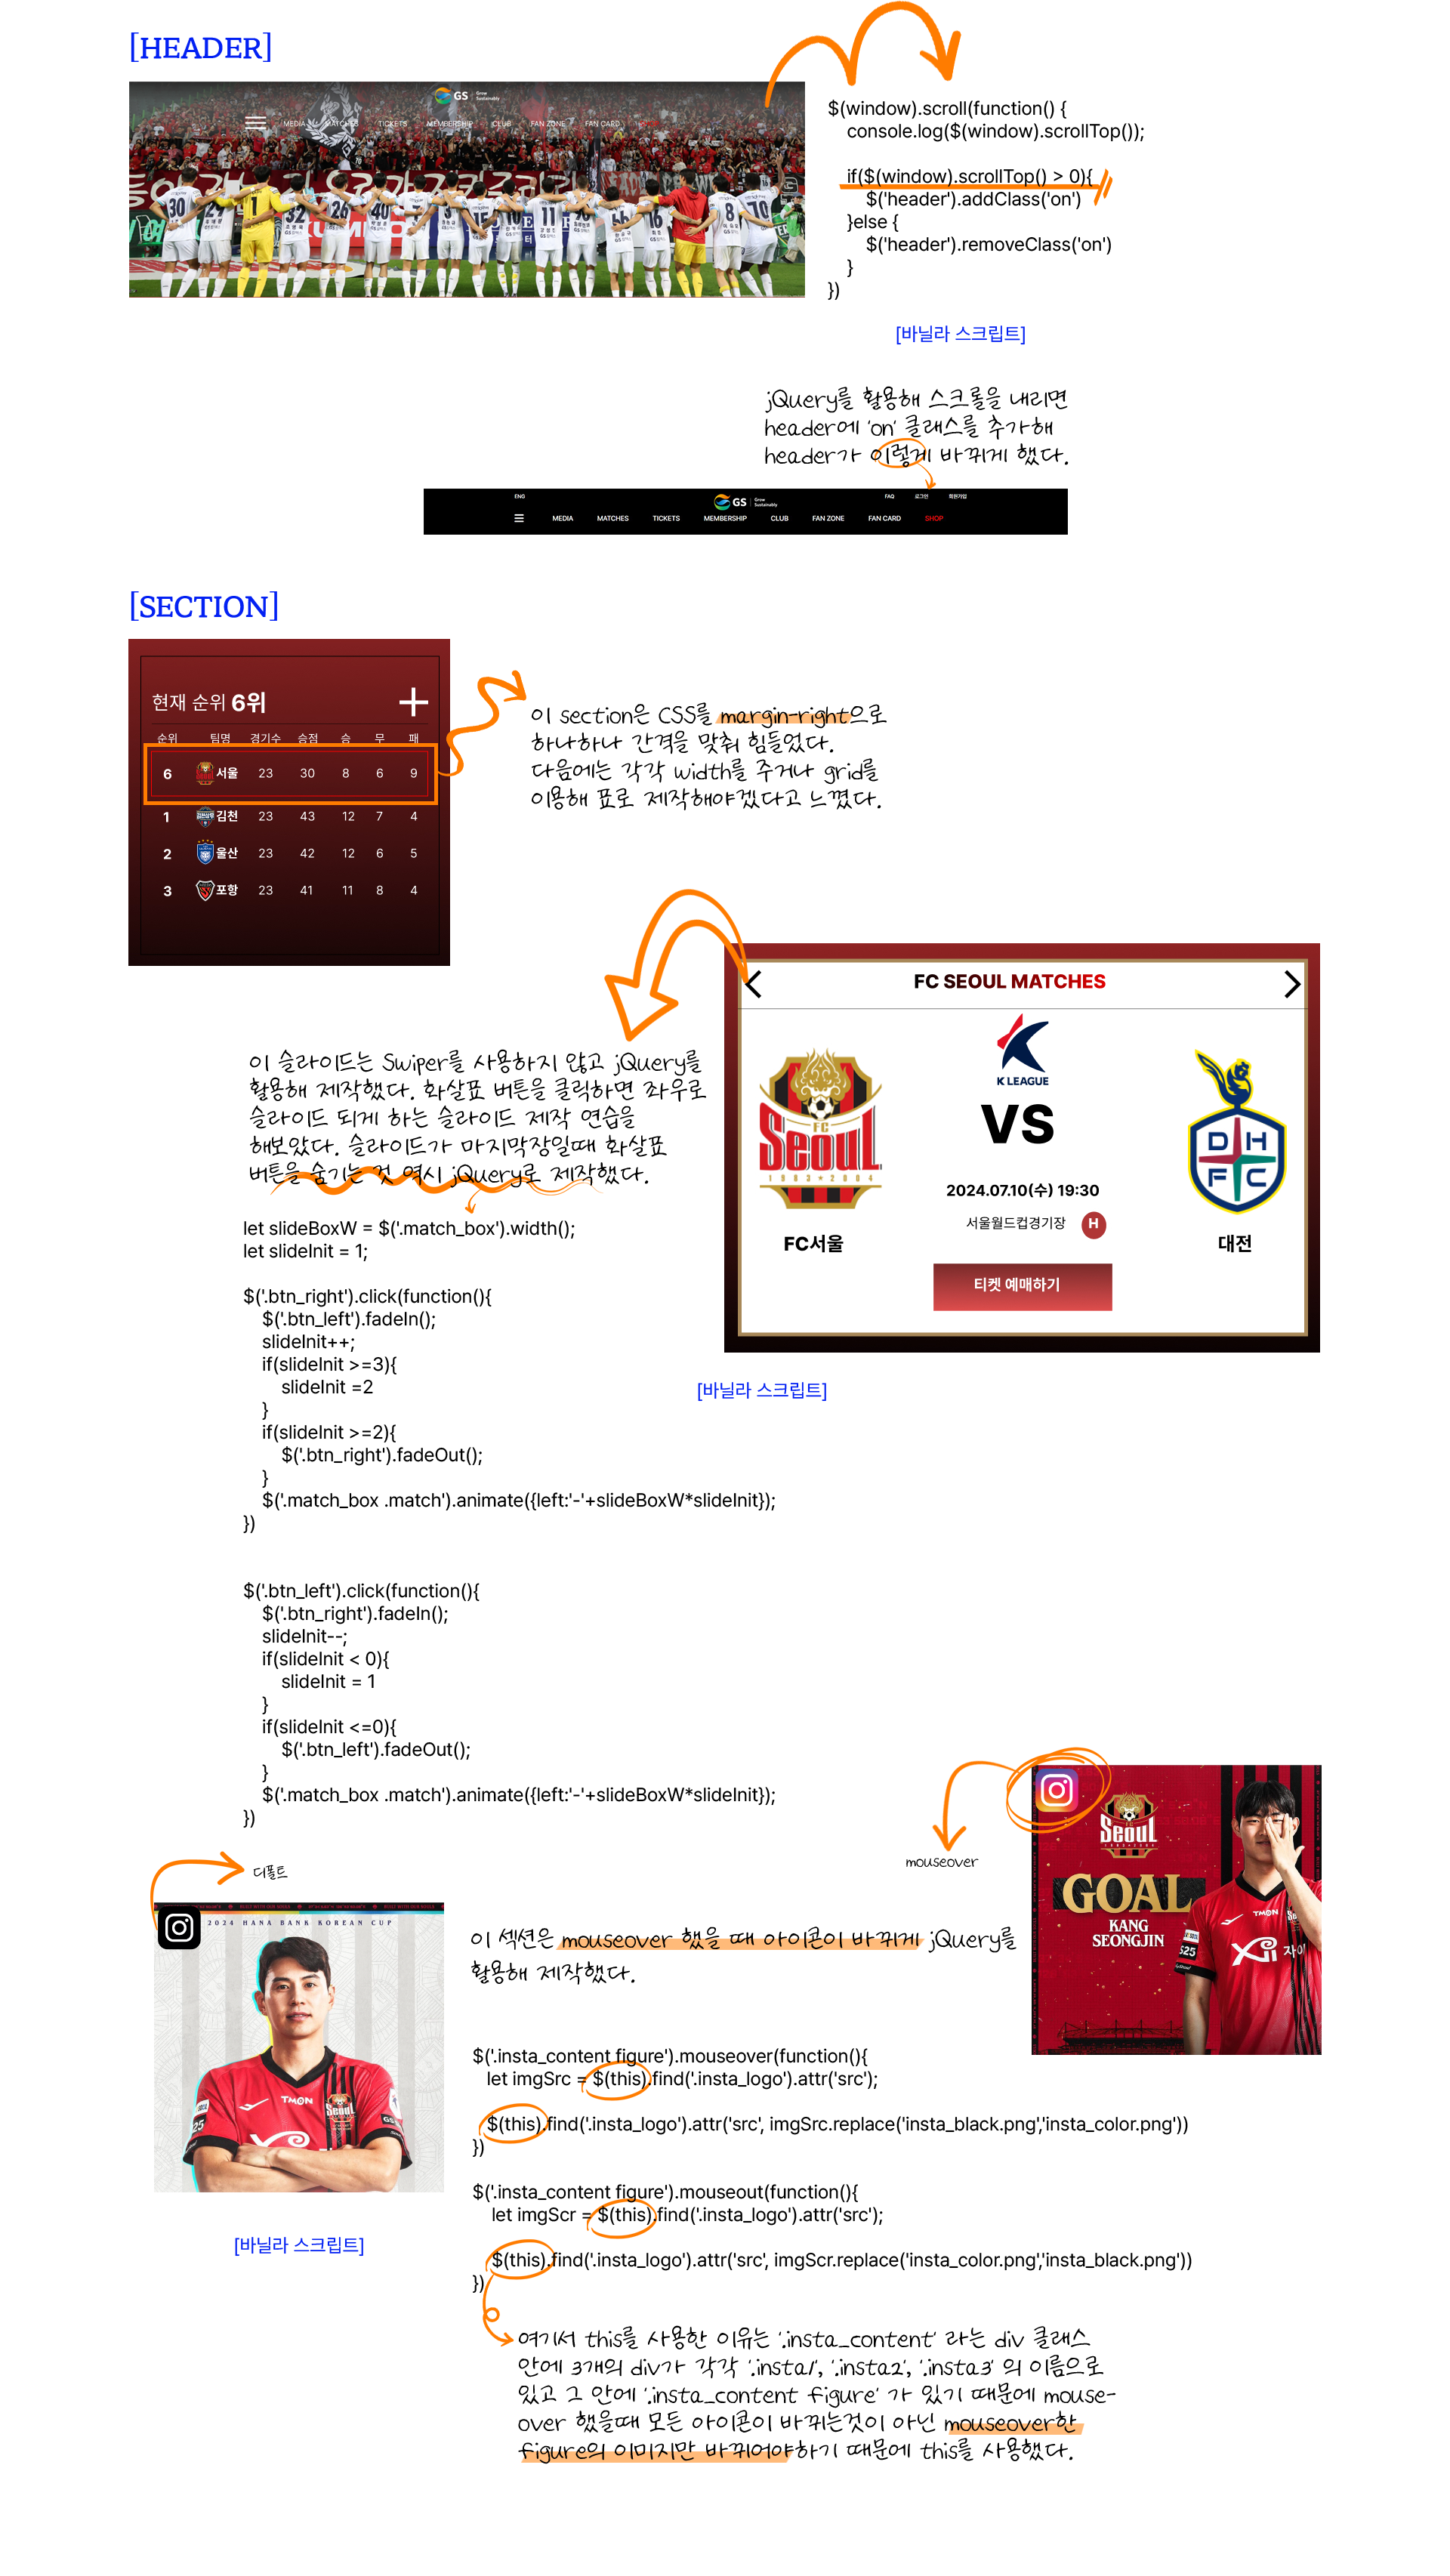 [HEADER]
GS Grow Sustainably
MEDIA MATCHES TICKETS MEMBERSHIP CLUB FAN ZONE FAN CARD
$(window).scroll(function() {
console.log($(window).scrollTop());
if($(window).scrollTop() > 0){
$('header').addClass('on')
}else {
$('header').removeClass('on')
}
})
[바닐라 스크립트]
jQuery를 활용해 스크롤을 내리면
header에 'on' 클래스를 추가해
header가 이렇게 바뀌게 했다.
ENG GS Grow Sustainably FAQ 로그인 회원가입
MEDIA MATCHES TICKETS MEMBERSHIP CLUB FAN ZONE FAN CARD SHOP
[SECTION]
현재 순위 6위
순위 팀명 경기수 승점 승 무 패
6 서울 23 30 8 6 9
1 김천 23 43 12 7 4
2 울산 23 42 12 6 5
3 포항 23 41 11 8 4
이 section은 CSS를 margin-right으로
하나하나 간격을 맞춰 힘들었다.
다음에는 각각 width를 주거나 grid를
이용해 표로 제작해야겠다고 느꼈다.
FC SEOUL MATCHES
K LEAGUE
VS
FC
Seoul
1983★2004
DHFC
2024.07.10(수) 19:30
서울월드컵경기장 H
FC서울
대전
티켓 예매하기
[바닐라 스크립트]
이 슬라이드는 Swiper를 사용하지 않고 jQuery를
활용해 제작했다. 화살표 버튼을 클릭하면 좌우로
슬라이드 되게 하는 슬라이드 제작 연습을
해보았다. 슬라이드가 마지막장일때 화살표
버튼을 숨기는 것 역시 jQuery로 제작했다.
let slideBoxW = $('.match_box').width();
let slideInit = 1;
$('.btn_right').click(function(){
$('.btn_left').fadeIn();
slideInit++;
if(slideInit >=3){
slideInit =2
}
if(slideInit >=2){
$('.btn_right').fadeOut();
}
$('.match_box .match').animate({left:'-'+slideBoxW*slideInit});
})
$('.btn_left').click(function(){
$('.btn_right').fadeIn();
slideInit--;
if(slideInit < 0){
slideInit = 1
}
if(slideInit <=0){
$('.btn_left').fadeOut();
}
$('.match_box .match').animate({left:'-'+slideBoxW*slideInit});
})
디폴트
2024 HANA BANK KOREAN CUP
TMON
Seoul
25
GS
[바닐라 스크립트]
mouseover
Seoul
GOAL
KANG
SEONGJIN
TMON
Xi 자이
S25
이 섹션은 mouseover 했을 때 아이콘이 바뀌게 jQuery를
활용해 제작했다.
$('.insta_content figure').mouseover(function(){
let imgSrc = $(this).find('.insta_logo').attr('src');
$(this).find('.insta_logo').attr('src', imgSrc.replace('insta_black.png','insta_color.png'))
})
$('.insta_content figure').mouseout(function(){
let imgScr = $(this).find('.insta_logo').attr('src');
$(this).find('.insta_logo').attr('src', imgScr.replace('insta_color.png','insta_black.png'))
})
여기서 this를 사용한 이유는 '.insta_content' 라는 div 클래스
안에 3개의 div가 각각 '.insta1', '.insta2', '.insta3' 의 이름으로
있고 그 안에 '.insta_content figure' 가 있기 때문에 mouse-
over 했을때 모든 아이콘이 바뀌는것이 아닌 mouseover한
figure의 이미지만 바뀌어야하기 때문에 this를 사용했다.